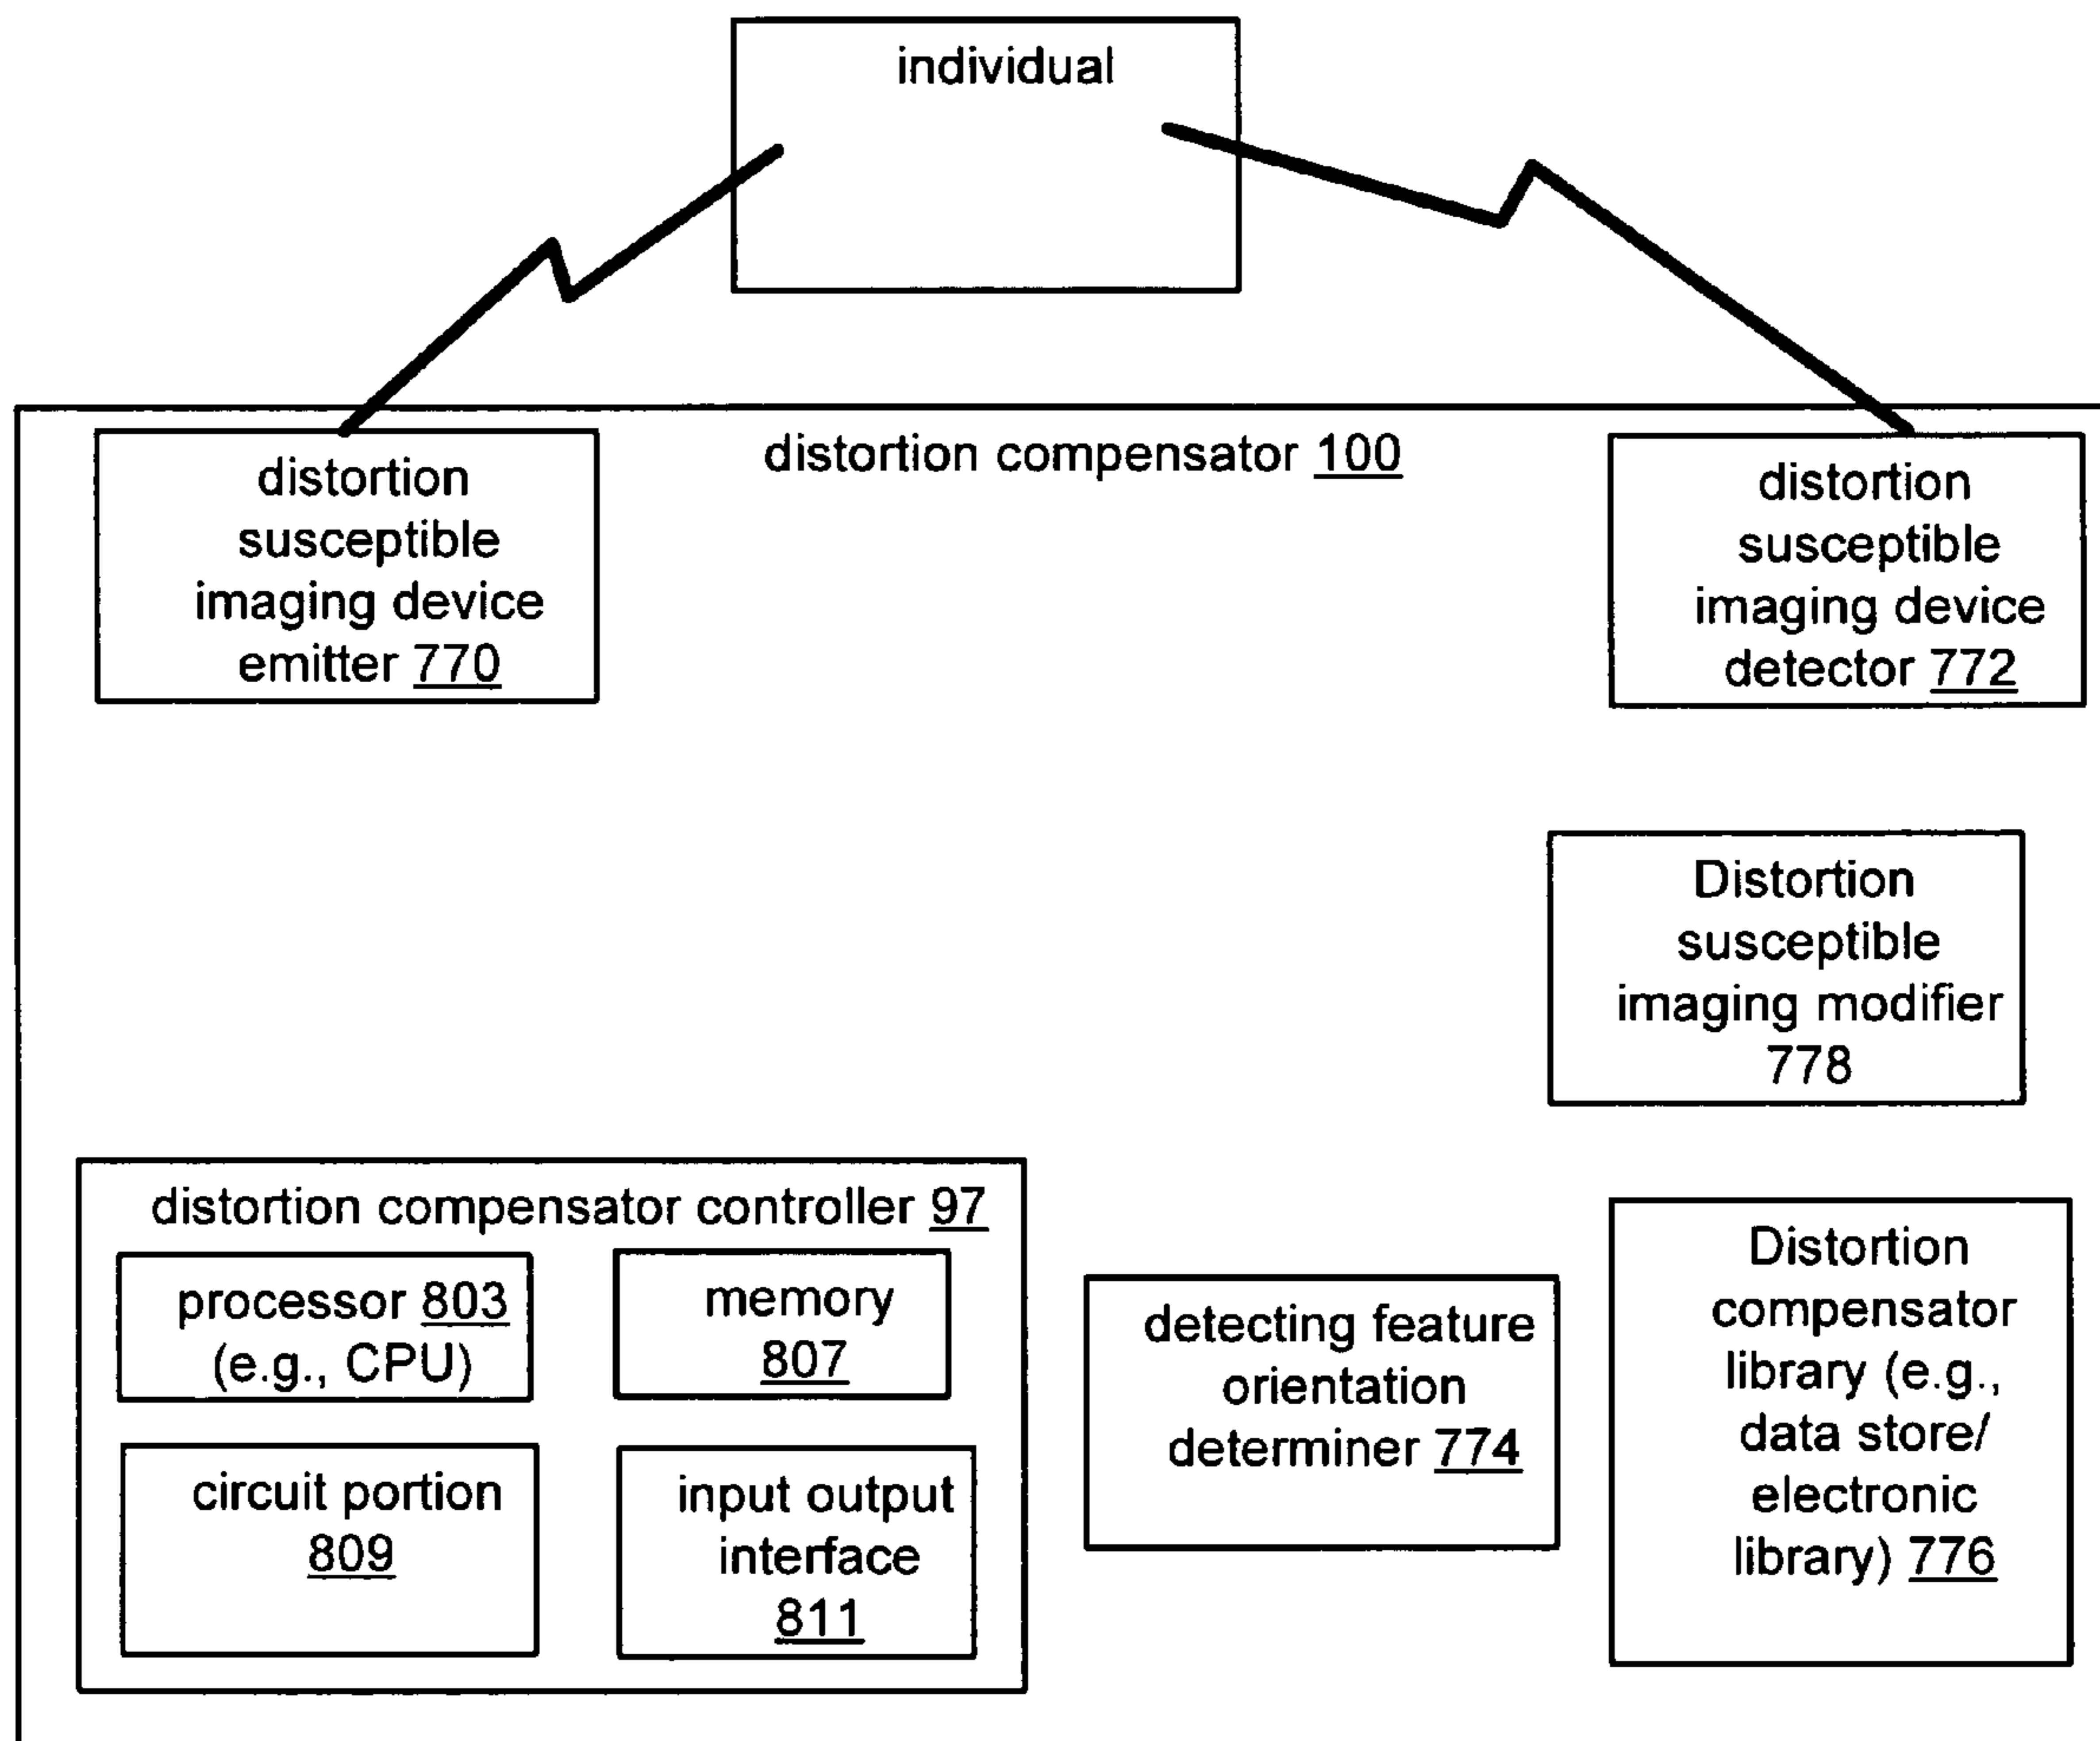 individual
distortion compensator 100
distortion
susceptible
imaging device
emitter 770
distortion
susceptible
imaging device
detector 772
Distortion
susceptible
imaging modifier
778
distortion compensator controller 97
processor 803
(e.g., CPU)
memory
807
circuit portion
809
input output
interface
811
detecting feature
orientation
determiner 774
Distortion
compensator
library (e.g.,
data store/
electronic
library) 776